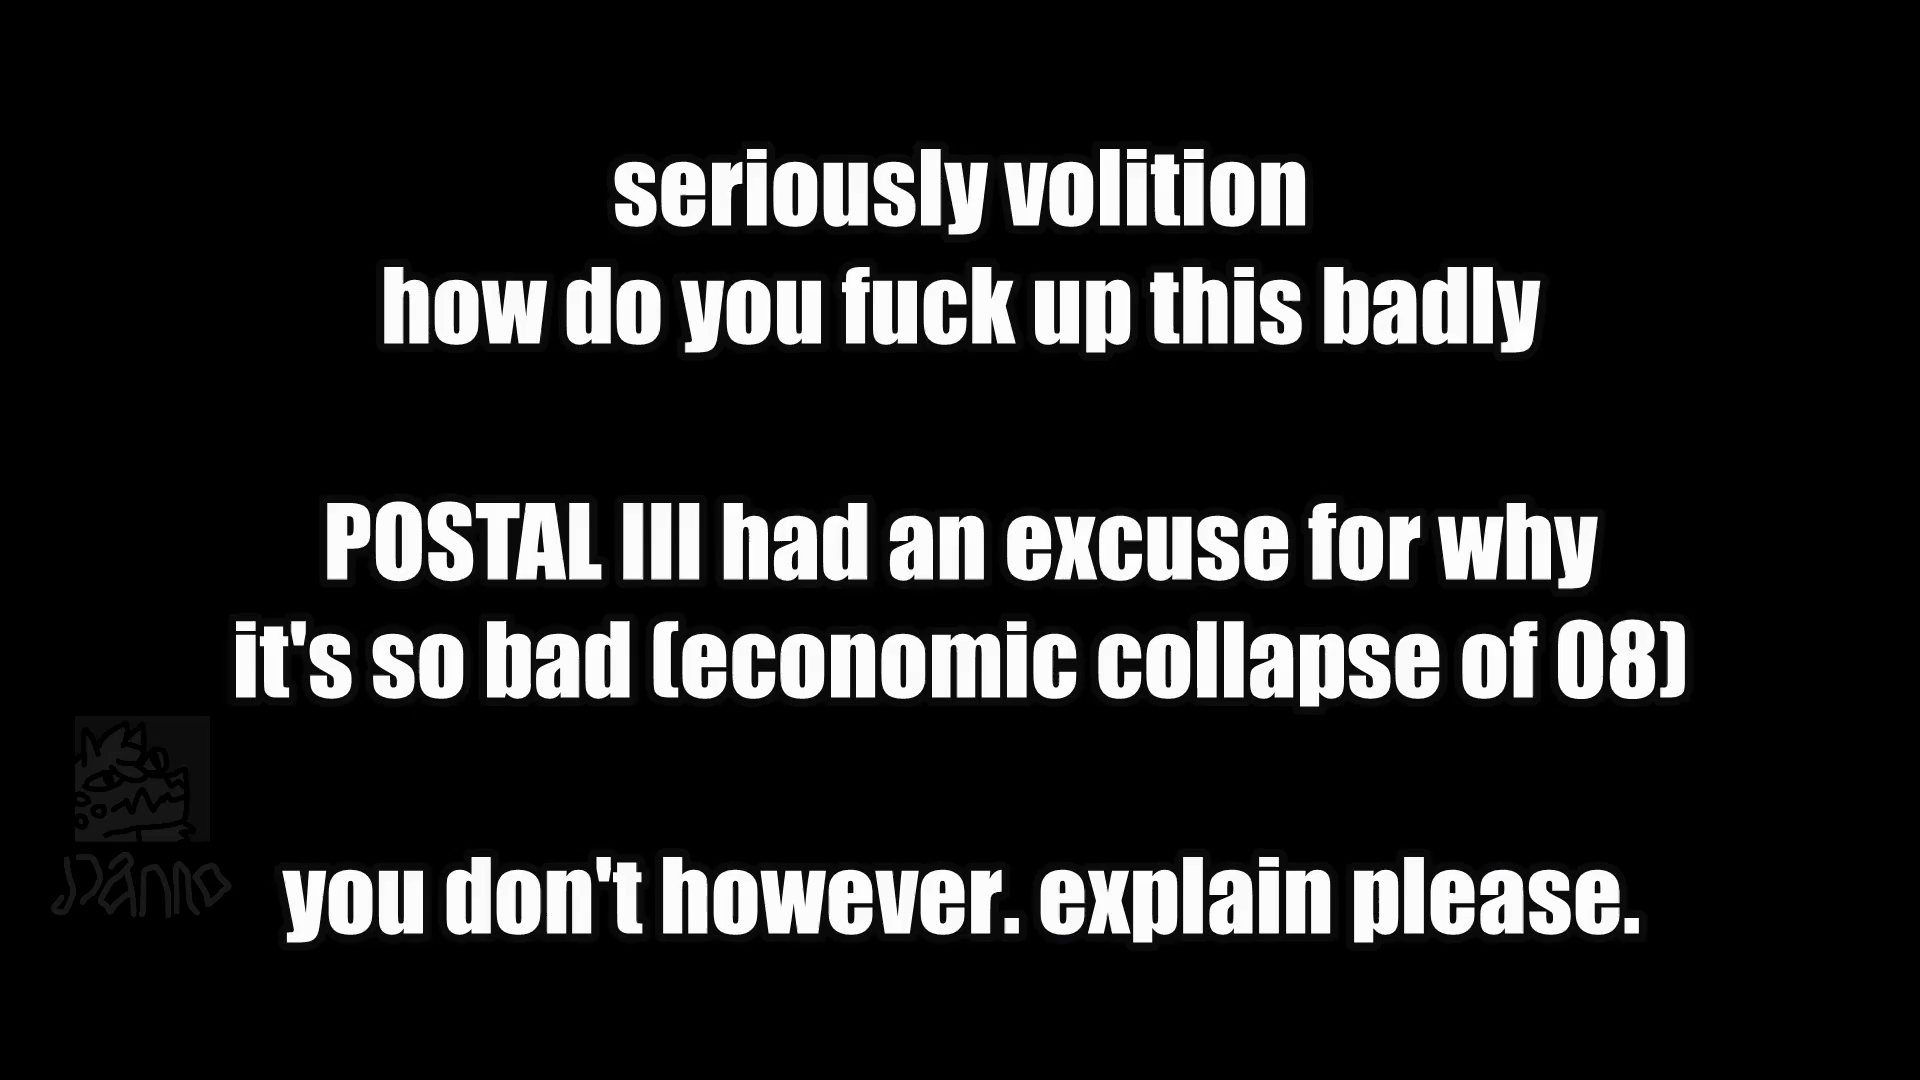 seriously volition
how do you fuck up this badly
POSTAL III had an excuse for why
it's so bad (economic collapse of 08)
you don't however. explain please.